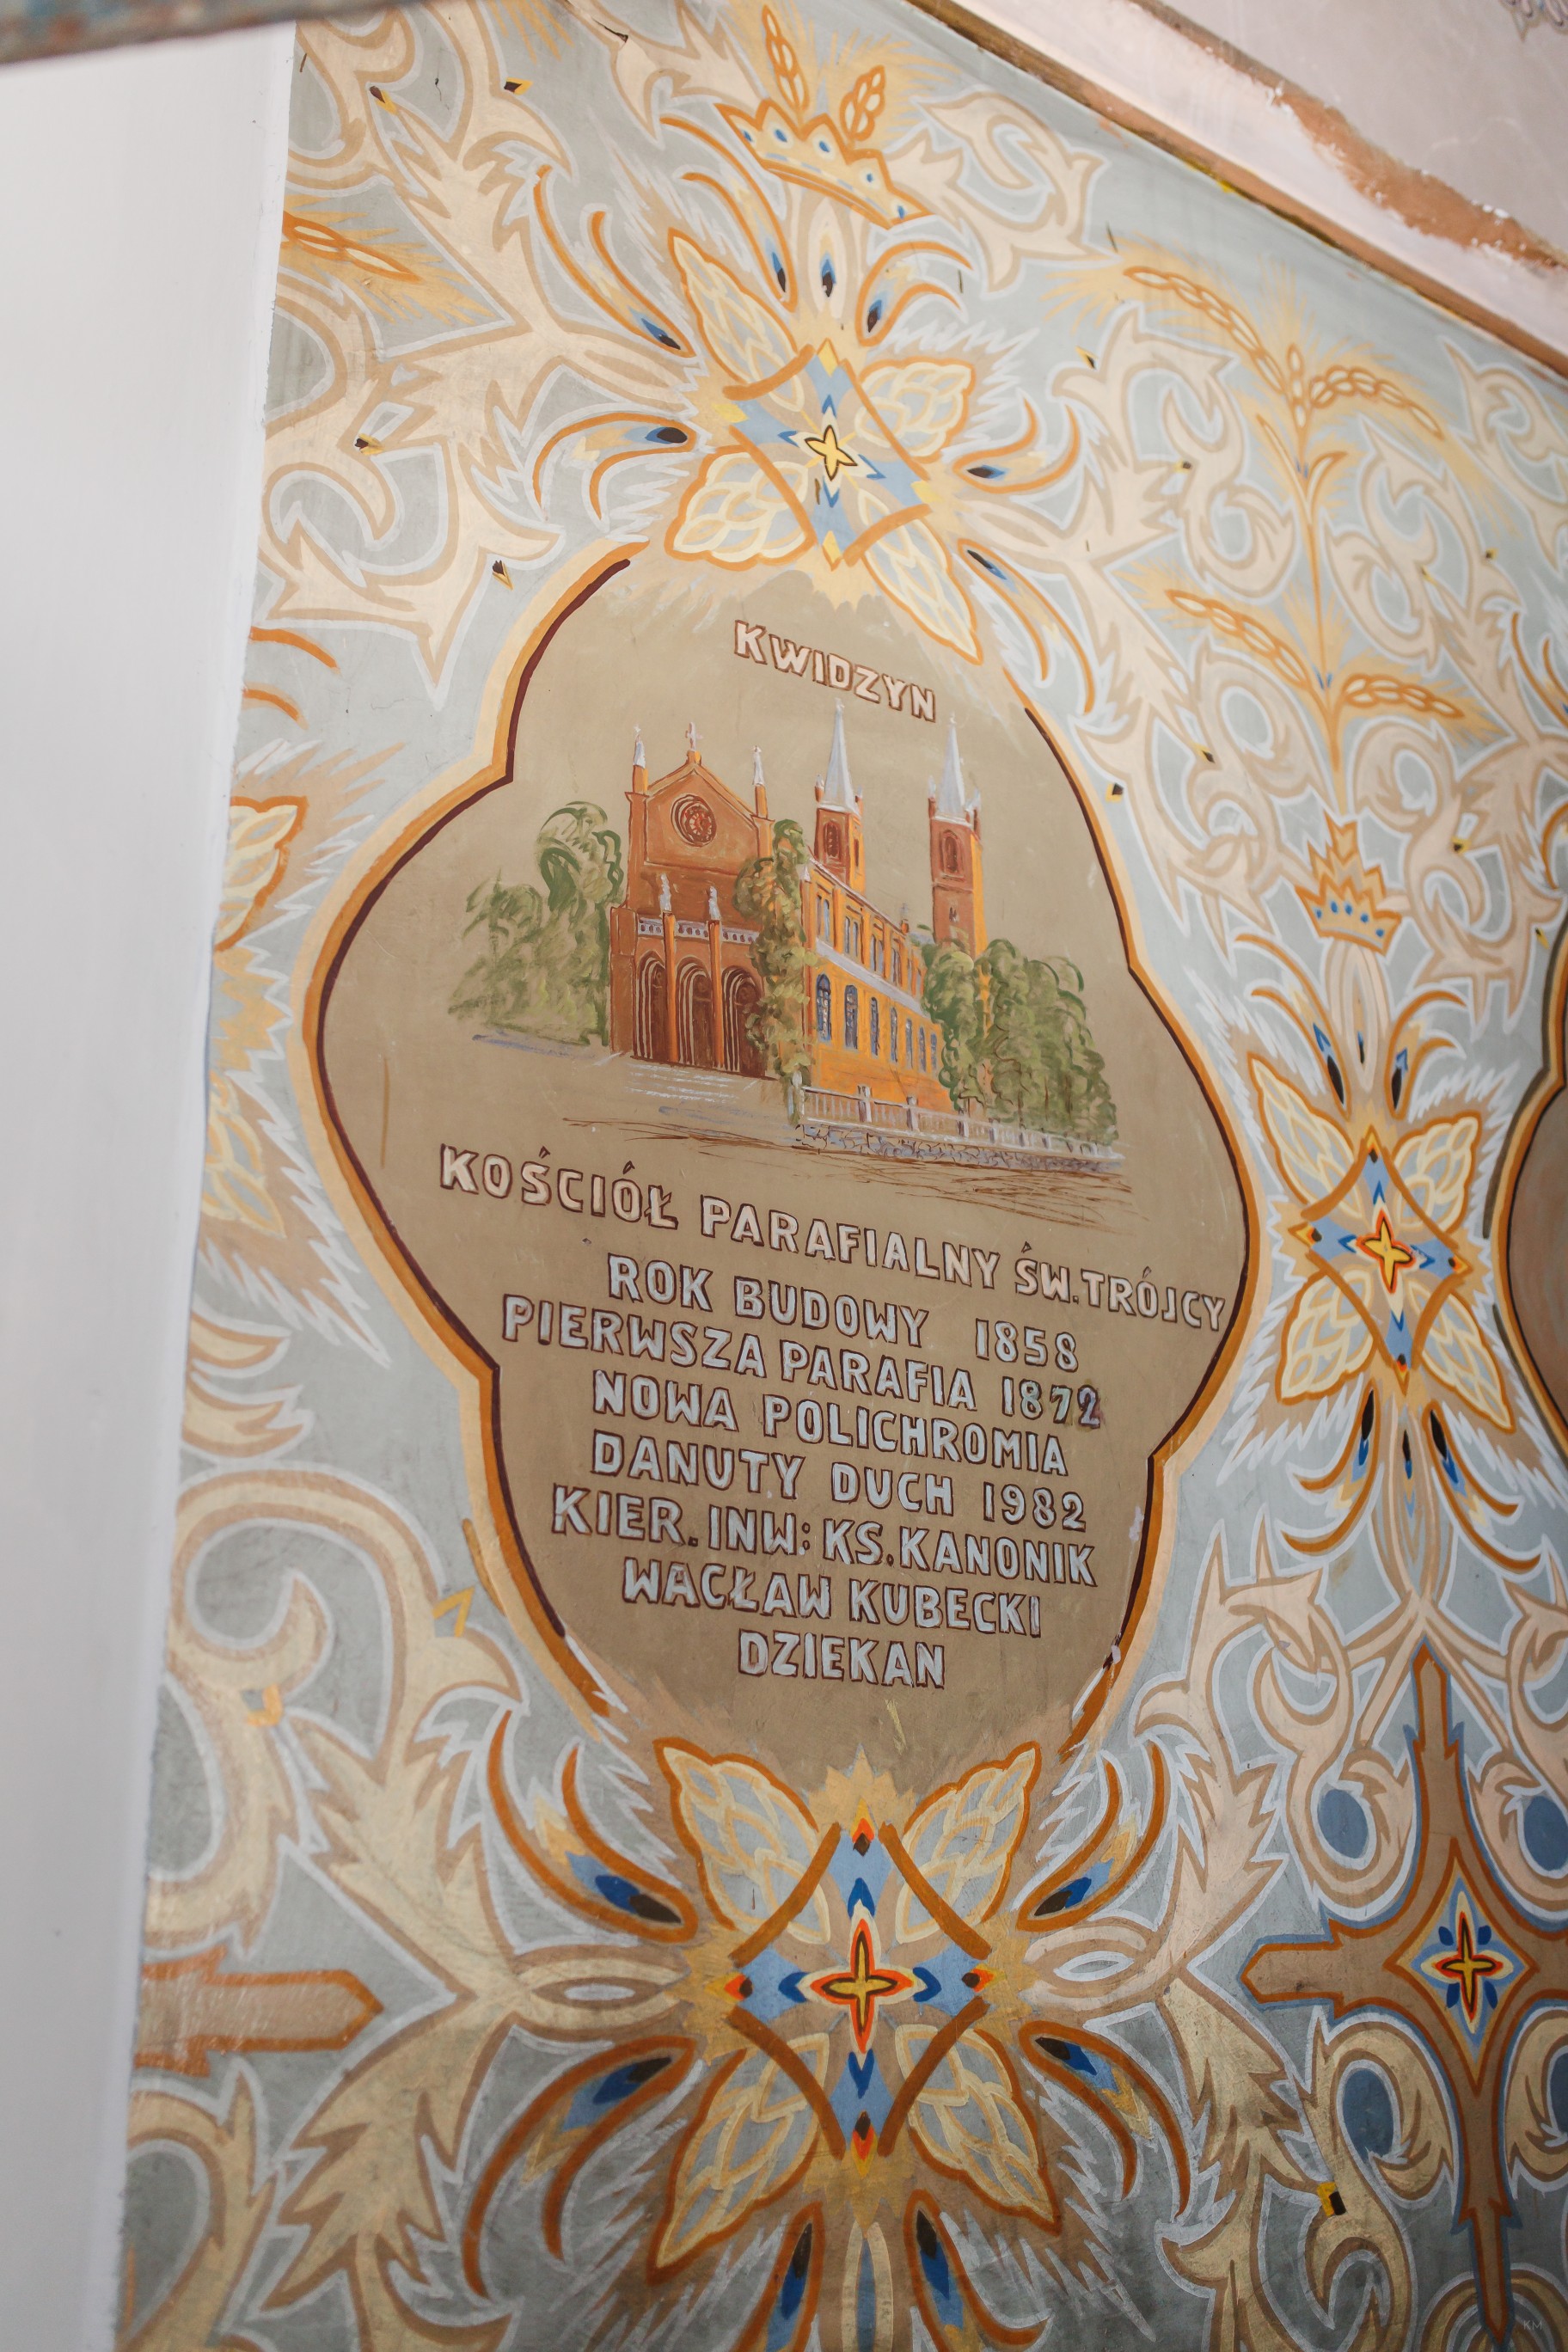 KWIDZYN
KOŚCIÓŁ PARAFIALNY ŚW. TRÓJCY
ROK BUDOWY 1858
PIERWSZA PARAFIA 1872
NOWA POLICHROMIA
DANUTY DUCH 1982
KIER. INW: KS. KANONIK
WACŁAW KUBECKI
DZIEKAN
KM